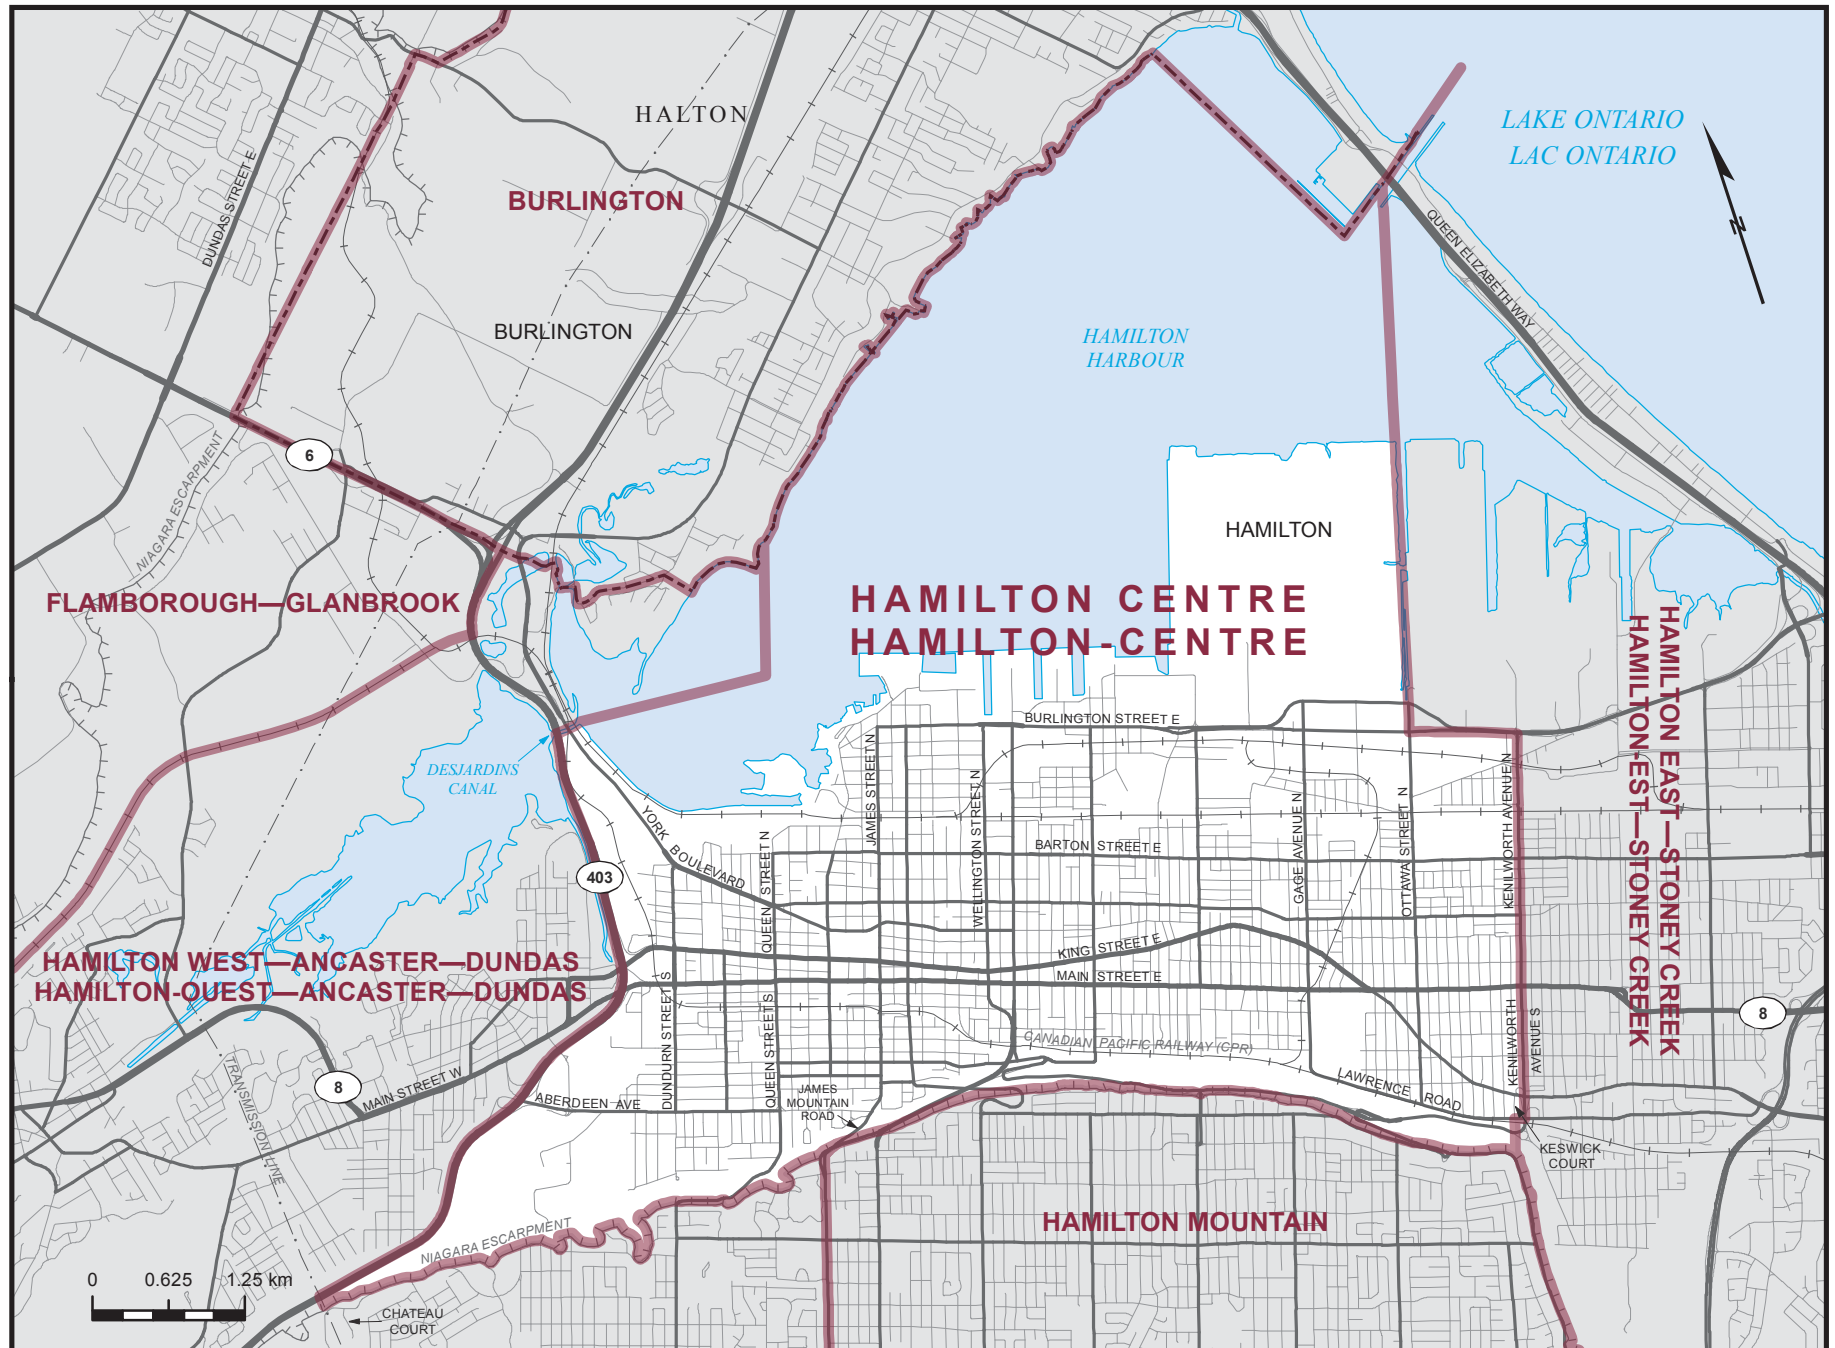 HALTON
LAKE ONTARIO
LAC ONTARIO
DUNDAS STREET E
BURLINGTON
N
QUEEN ELIZABETH WAY
BURLINGTON
HAMILTON
HARBOUR
6
NIAGARA ESCARPMENT
HAMILTON
FLAMBOROUGH—GLANBROOK
HAMILTON CENTRE
HAMILTON-CENTRE
HAMILTON EAST—STONEY CREEK
HAMILTON-EST—STONEY CREEK
BURLINGTON STREET E
DESJARDINS
CANAL
JAMES STREET N
WELLINGTON STREET N
GAGE AVENUE N
OTTAWA STREET N
KENILWORTH AVENUE N
YORK BOULEVARD
QUEEN STREET N
BARTON STREET E
403
KING STREET E
MAIN STREET E
HAMILTON WEST—ANCASTER—DUNDAS
HAMILTON-OUEST—ANCASTER—DUNDAS
DUNDURN STREET S
QUEEN STREET S
8
CANADIAN PACIFIC RAILWAY (CPR)
KENILWORTH
AVENUE S
TRANSMISSION LINE
8
MAIN STREET W
ABERDEEN AVE
JAMES
MOUNTAIN
ROAD
LAWRENCE ROAD
KESWICK
COURT
HAMILTON MOUNTAIN
NIAGARA ESCARPMENT
0 0.625 1.25 km
CHATEAU
COURT